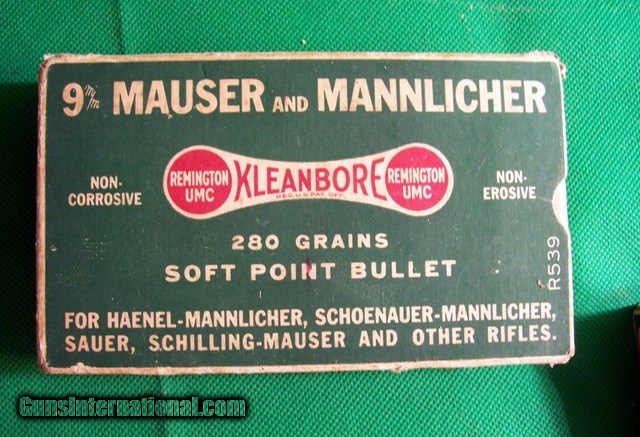 9m/m MAUSER AND MANNLICHER
NON-
CORROSIVE
REMINGTON
UMC
KLEANBORE
REG. U.S. PAT. OFF.
REMINGTON
UMC
NON-
EROSIVE
280 GRAINS
SOFT POINT BULLET
R539
FOR HAENEL-MANNLICHER, SCHOENAUER-MANNLICHER,
SAUER, SCHILLING-MAUSER AND OTHER RIFLES.
GunsInternational.com